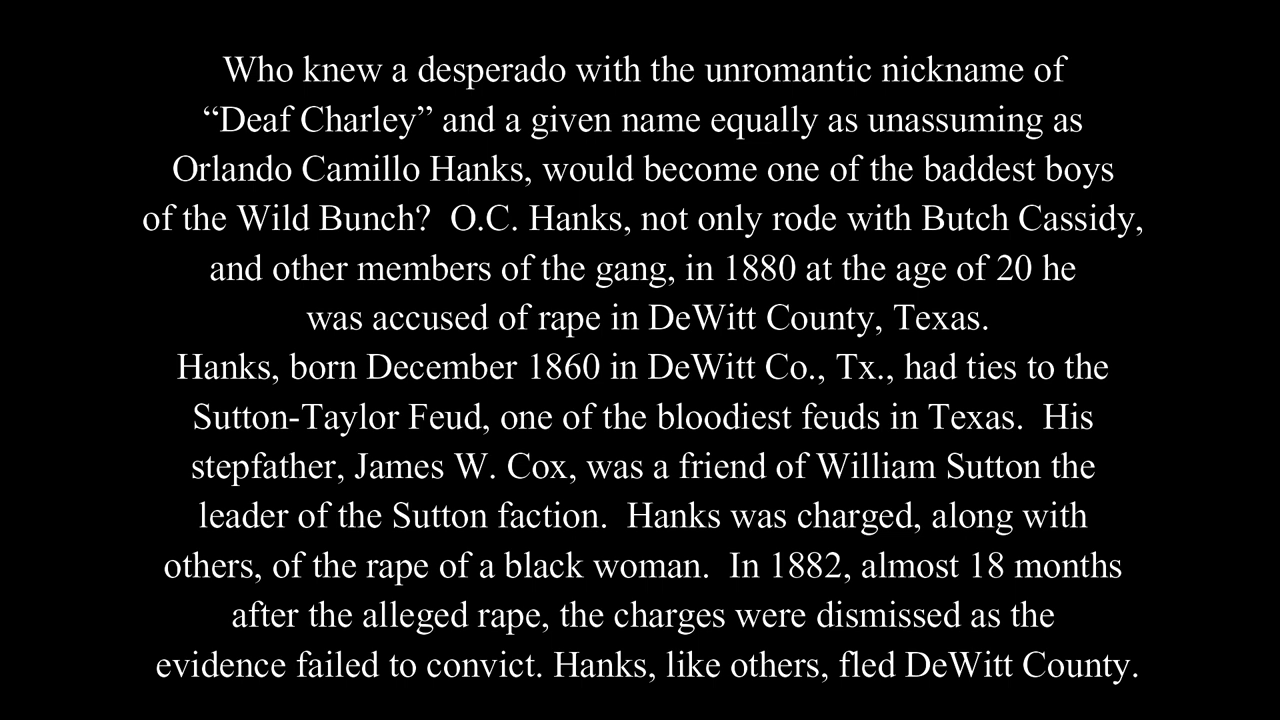 Who knew a desperado with the unromantic nickname of
“Deaf Charley” and a given name equally as unassuming as
Orlando Camillo Hanks, would become one of the baddest boys
of the Wild Bunch?  O.C. Hanks, not only rode with Butch Cassidy,
and other members of the gang, in 1880 at the age of 20 he
was accused of rape in DeWitt County, Texas.
Hanks, born December 1860 in DeWitt Co., Tx., had ties to the
Sutton-Taylor Feud, one of the bloodiest feuds in Texas.  His
stepfather, James W. Cox, was a friend of William Sutton the
leader of the Sutton faction.  Hanks was charged, along with
others, of the rape of a black woman.  In 1882, almost 18 months
after the alleged rape, the charges were dismissed as the
evidence failed to convict. Hanks, like others, fled DeWitt County.